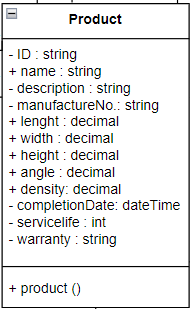 Product
- ID : string
+ name : string
- description : string
- manufactureNo.: string
+ lenght : decimal
+ width : decimal
+ height : decimal
+ angle : decimal
+ density: decimal
- completionDate: dateTime
- servicelife : int
- warranty : string
+ product ()